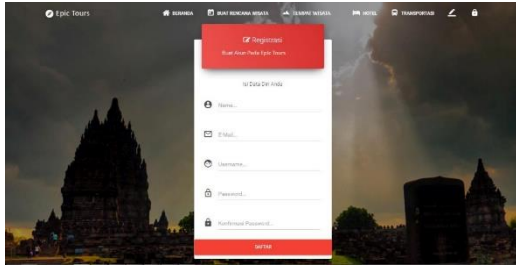 Epic Tours
BERANDA
BUAT RENCANA WISATA
TEMPAT WISATA
HOTEL
TRANSPORTASI
Registrasi
Buat Akun Pada Epic Tours
Isi Data Diri Anda
Nama...
E-Mail...
Username...
Password...
Konfirmasi Password...
DAFTAR